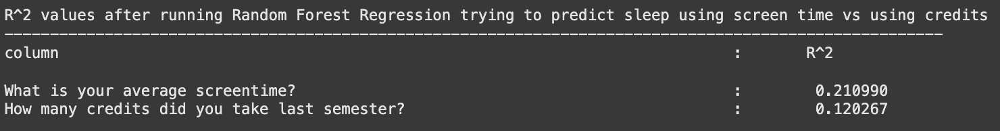 R^2 values after running Random Forest Regression trying to predict sleep using screen time vs using credits
--------------------------------------------------------------------------------------------------------
column : R^2
What is your average screentime? : 0.210990
How many credits did you take last semester? : 0.120267